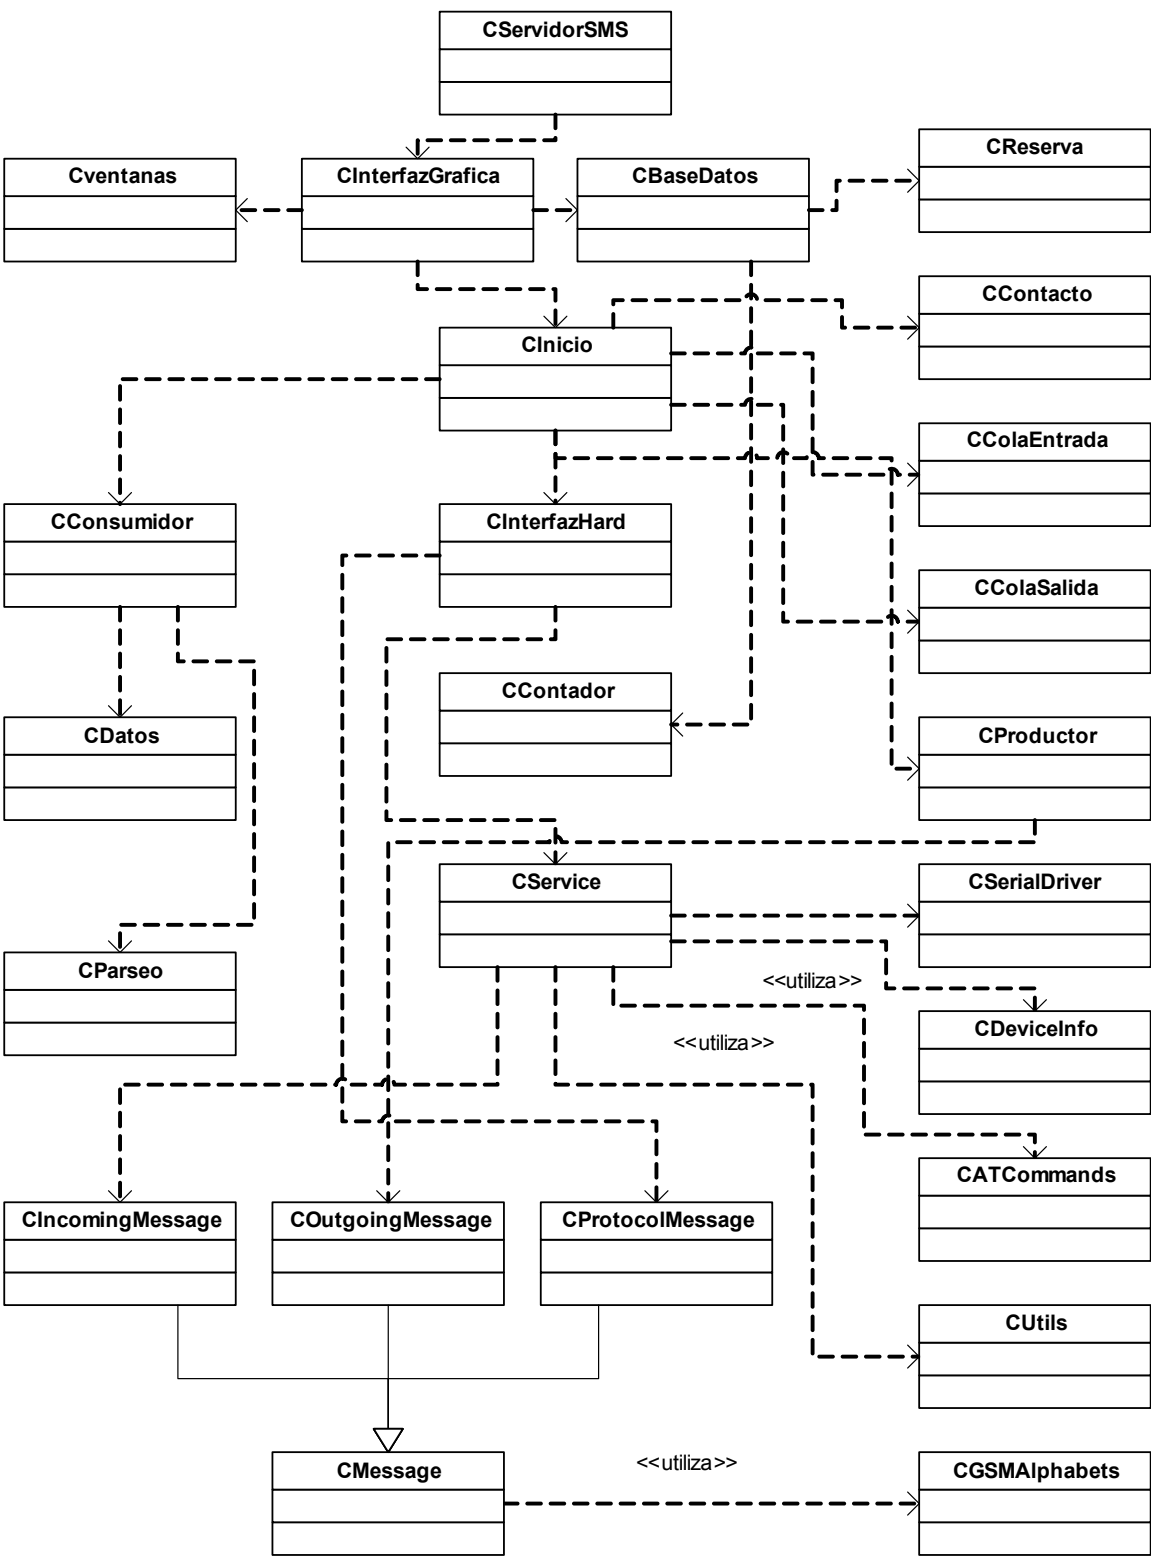 CServidorSMS
Cventanas
CInterfazGrafica
CBaseDatos
CReserva
CContacto
CInicio
CColaEntrada
CConsumidor
CInterfazHard
CColaSalida
CContador
CDatos
CProductor
CService
CSerialDriver
CParseo
<<utiliza>>
CDeviceInfo
<<utiliza>>
CATCommands
CIncomingMessage
COutgoingMessage
CProtocolMessage
CUtils
CMessage
<<utiliza>>
CGSMAlphabets